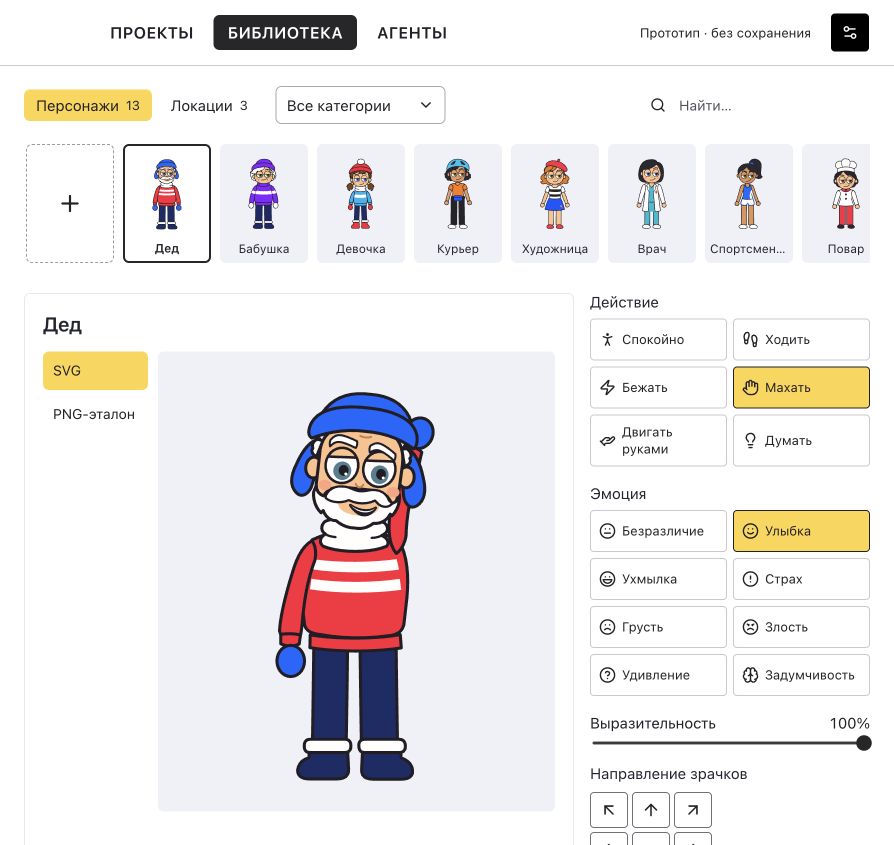 ПРОЕКТЫ БИБЛИОТЕКА АГЕНТЫ Прототип · без сохранения
Персонажи 13 Локации 3 Все категории Найти...
Дед Бабушка Девочка Курьер Художница Врач Спортсмен... Повар
Дед
SVG
PNG-эталон
Действие
Спокойно Ходить
Бежать Махать
Двигать
руками
Думать
Эмоция
Безразличие Улыбка
Ухмылка Страх
Грусть Злость
Удивление Задумчивость
Выразительность 100%
Направление зрачков